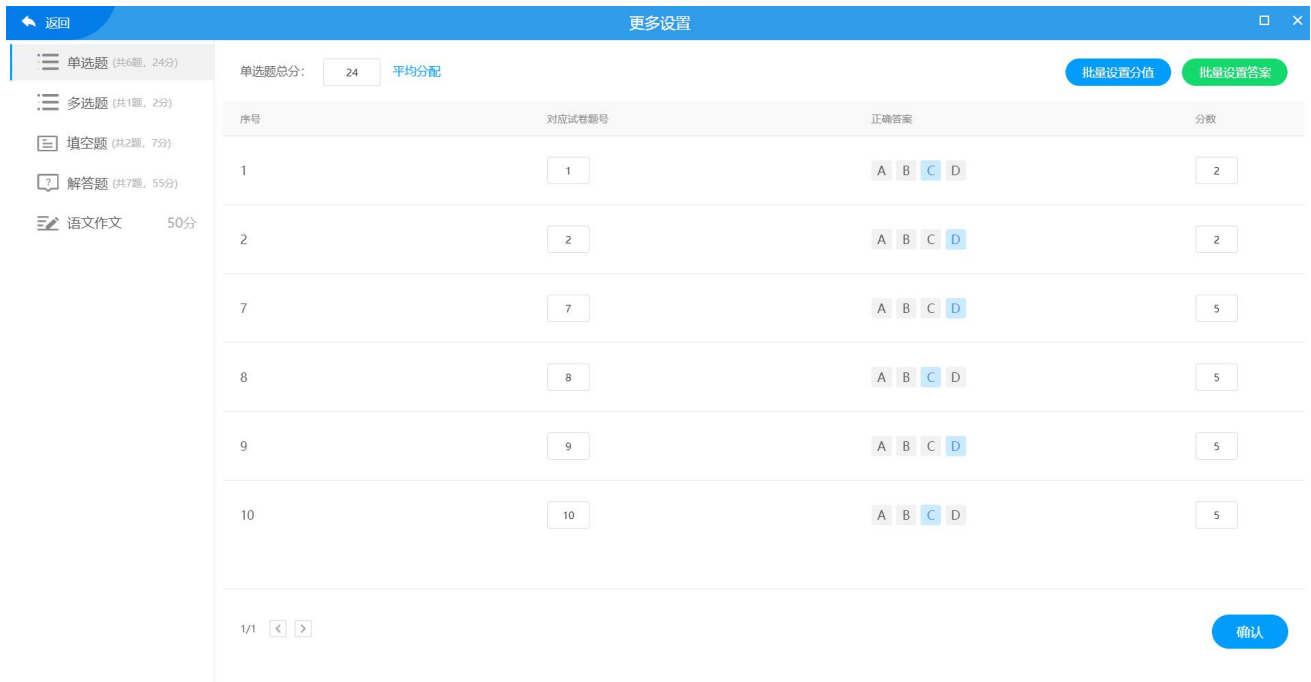 返回
更多设置
单选题 (共6题, 24分)
多选题 (共1题, 2分)
填空题 (共2题, 7分)
解答题 (共7题, 55分)
语文作文 50分
单选题总分: 24 平均分配
批量设置分值 批量设置答案
序号 对应试卷题号 正确答案 分数
1 1 A B C D 2
2 2 A B C D 2
7 7 A B C D 5
8 8 A B C D 5
9 9 A B C D 5
10 10 A B C D 5
1/1 < >
确认